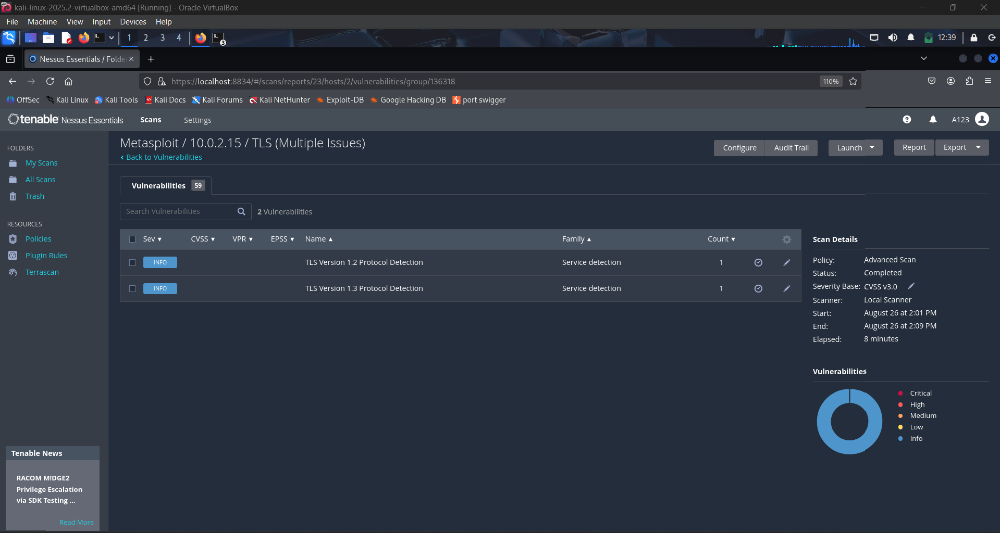 kali-linux-2025.2-virtualbox-amd64 [Running] - Oracle VirtualBox
File Machine View Input Devices Help
1 2 3 4 3 12:39
Nessus Essentials / Folde
https://localhost:8834/#/scans/reports/23/hosts/2/vulnerabilities/group/136318 110%
OffSec Kali Linux Kali Tools Kali Docs Kali Forums Kali NetHunter Exploit-DB Google Hacking DB port swigger
tenable Nessus Essentials Scans Settings A123
FOLDERS
My Scans
All Scans
Trash
RESOURCES
Policies
Plugin Rules
Terrascan
Tenable News
RACOM M!DGE2
Privilege Escalation
via SDK Testing ...
Read More
Metasploit / 10.0.2.15 / TLS (Multiple Issues)
Back to Vulnerabilities
Configure Audit Trail Launch Report Export
Vulnerabilities 59
Search Vulnerabilities 2 Vulnerabilities
Sev CVSS VPR EPSS Name Family Count
INFO TLS Version 1.2 Protocol Detection Service detection 1
INFO TLS Version 1.3 Protocol Detection Service detection 1
Scan Details
Policy: Advanced Scan
Status: Completed
Severity Base: CVSS v3.0
Scanner: Local Scanner
Start: August 26 at 2:01 PM
End: August 26 at 2:09 PM
Elapsed: 8 minutes
Vulnerabilities
Critical
High
Medium
Low
Info